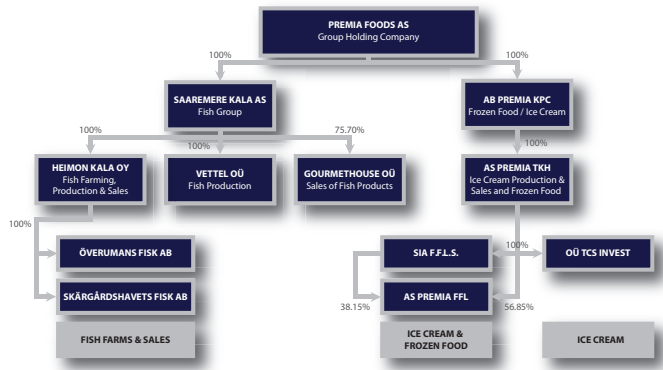 PREMIA FOODS AS
Group Holding Company
100%
100%
SAAREMERE KALA AS
Fish Group
AB PREMIA KPC
Frozen Food / Ice Cream
100%
100%
75.70%
100%
HEIMON KALA OY
Fish Farming,
Production & Sales
VETTEL OÜ
Fish Production
GOURMETHOUSE OÜ
Sales of Fish Products
AS PREMIA TKH
Ice Cream Production &
Sales and Frozen Food
100%
ÖVERUMANS FISK AB
SIA F.F.L.S.
100%
OÜ TCS INVEST
SKÄRGÅRDSHAVETS FISK AB
38.15%
AS PREMIA FFL
56.85%
FISH FARMS & SALES
ICE CREAM &
FROZEN FOOD
ICE CREAM